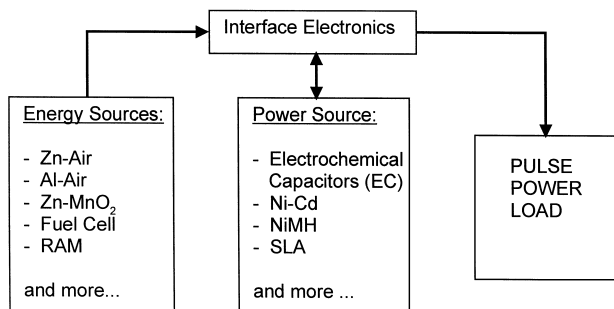 Interface Electronics
Energy Sources:
- Zn-Air
- Al-Air
- Zn-MnO₂
- Fuel Cell
- RAM
and more...
Power Source:
- Electrochemical
Capacitors (EC)
- Ni-Cd
- NiMH
- SLA
and more ...
PULSE
POWER
LOAD